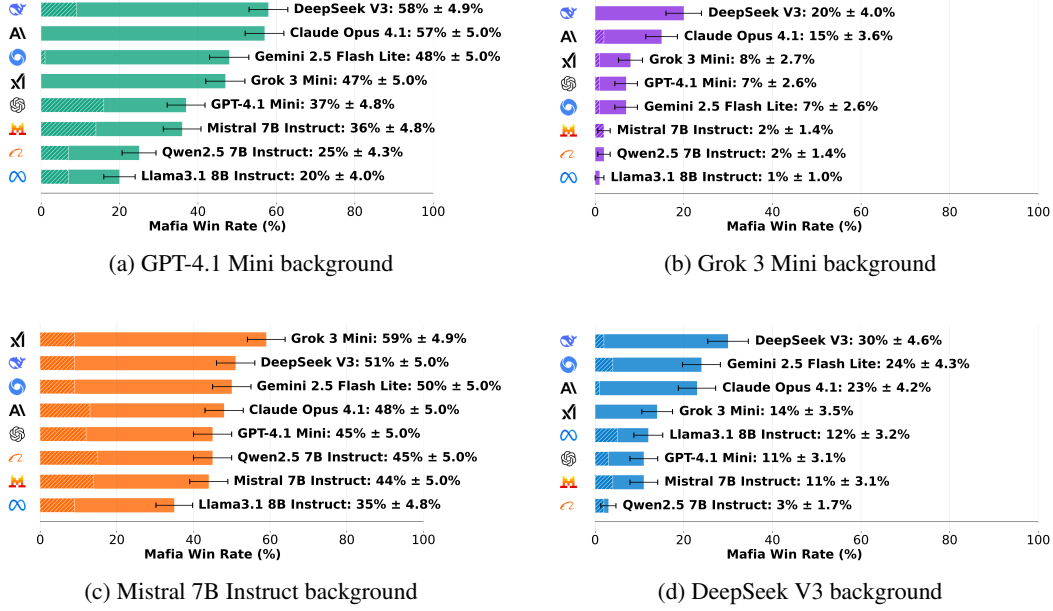 DeepSeek V3: 58% ± 4.9%
Claude Opus 4.1: 57% ± 5.0%
Gemini 2.5 Flash Lite: 48% ± 5.0%
Grok 3 Mini: 47% ± 5.0%
GPT-4.1 Mini: 37% ± 4.8%
Mistral 7B Instruct: 36% ± 4.8%
Qwen2.5 7B Instruct: 25% ± 4.3%
Llama3.1 8B Instruct: 20% ± 4.0%
0 20 40 60 80 100
Mafia Win Rate (%)
(a) GPT-4.1 Mini background
DeepSeek V3: 20% ± 4.0%
Claude Opus 4.1: 15% ± 3.6%
Grok 3 Mini: 8% ± 2.7%
GPT-4.1 Mini: 7% ± 2.6%
Gemini 2.5 Flash Lite: 7% ± 2.6%
Mistral 7B Instruct: 2% ± 1.4%
Qwen2.5 7B Instruct: 2% ± 1.4%
Llama3.1 8B Instruct: 1% ± 1.0%
0 20 40 60 80 100
Mafia Win Rate (%)
(b) Grok 3 Mini background
Grok 3 Mini: 59% ± 4.9%
DeepSeek V3: 51% ± 5.0%
Gemini 2.5 Flash Lite: 50% ± 5.0%
Claude Opus 4.1: 48% ± 5.0%
GPT-4.1 Mini: 45% ± 5.0%
Qwen2.5 7B Instruct: 45% ± 5.0%
Mistral 7B Instruct: 44% ± 5.0%
Llama3.1 8B Instruct: 35% ± 4.8%
0 20 40 60 80 100
Mafia Win Rate (%)
(c) Mistral 7B Instruct background
DeepSeek V3: 30% ± 4.6%
Gemini 2.5 Flash Lite: 24% ± 4.3%
Claude Opus 4.1: 23% ± 4.2%
Grok 3 Mini: 14% ± 3.5%
Llama3.1 8B Instruct: 12% ± 3.2%
GPT-4.1 Mini: 11% ± 3.1%
Mistral 7B Instruct: 11% ± 3.1%
Qwen2.5 7B Instruct: 3% ± 1.7%
0 20 40 60 80 100
Mafia Win Rate (%)
(d) DeepSeek V3 background